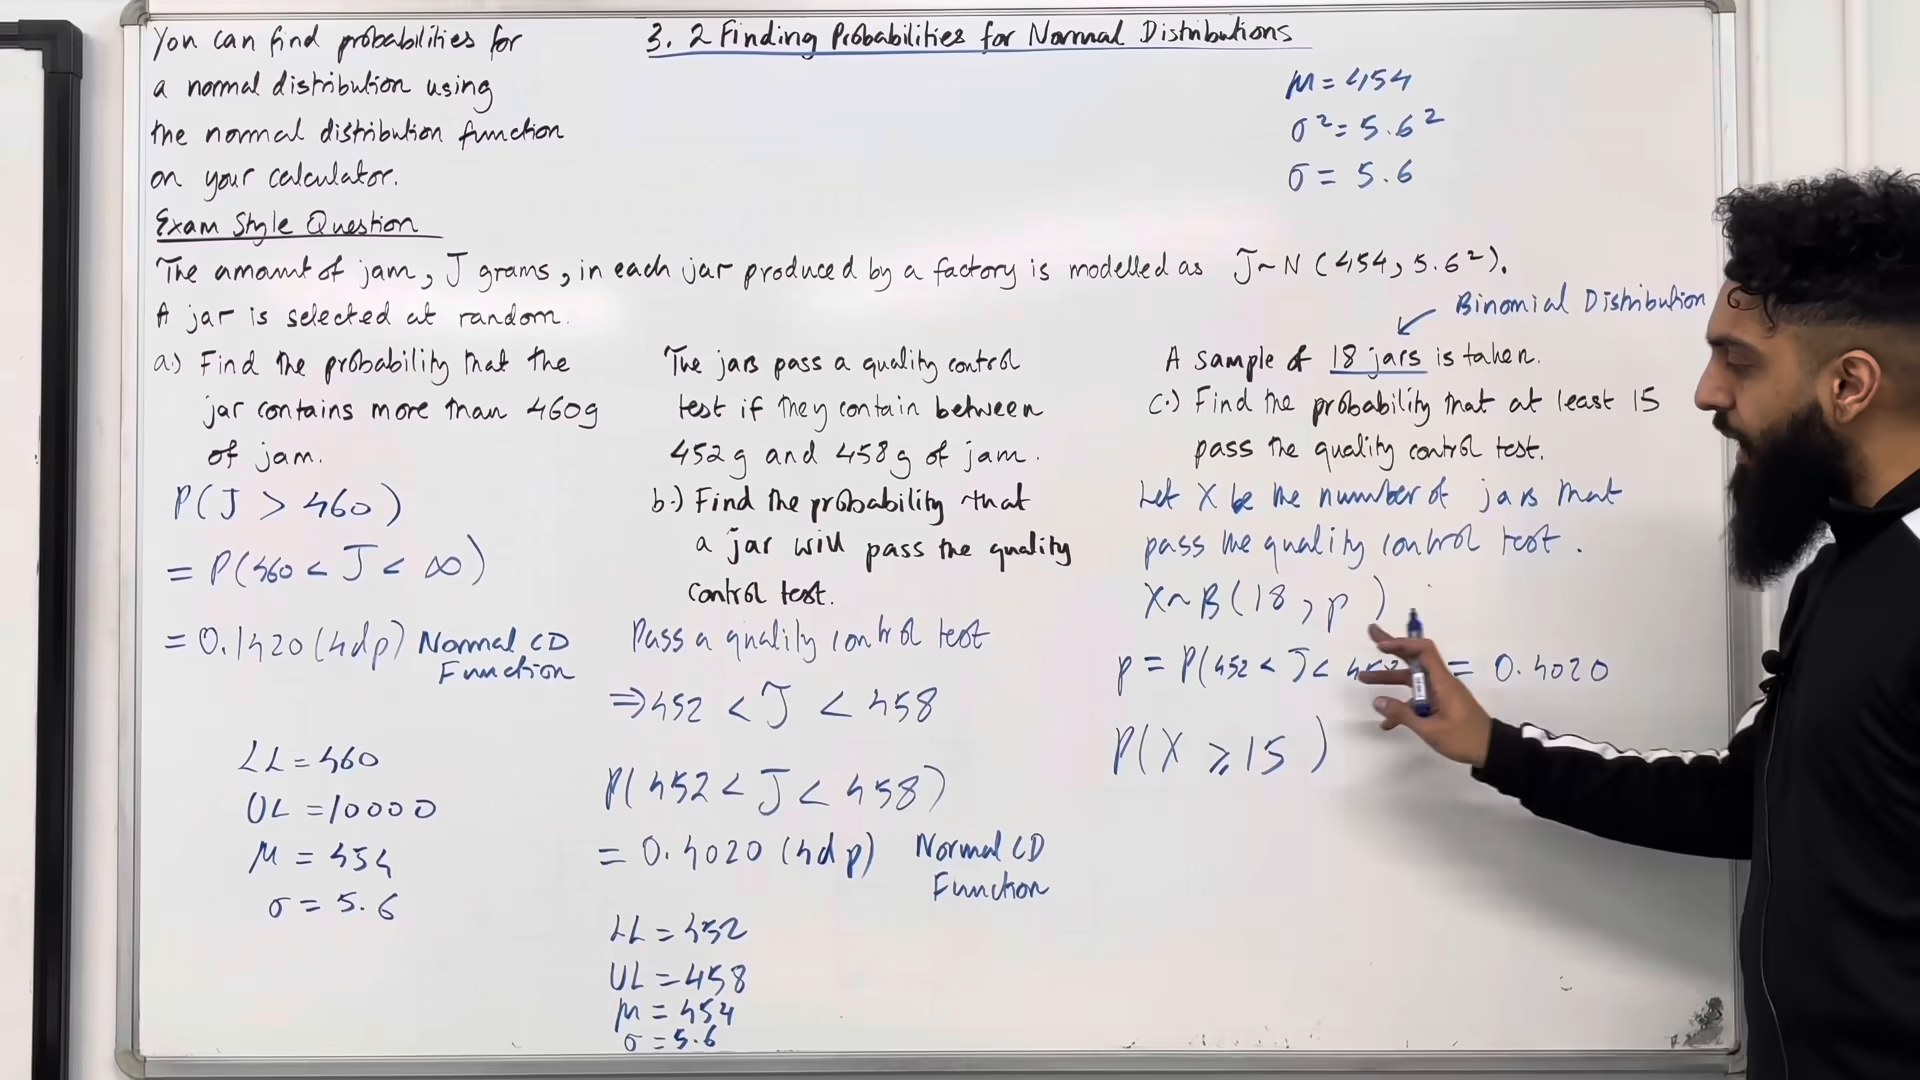 3.2 Finding Probabilities for Normal Distributions
You can find probabilities for
a normal distribution using
the normal distribution function
on your calculator.
μ = 454
σ² = 5.6²
σ = 5.6
Exam Style Question
The amount of jam, J grams, in each jar produced by a factory is modelled as J~N(454, 5.6²).
A jar is selected at random.
a.) Find the probability that the
jar contains more than 460g
of jam.
P(J > 460)
= P(460 < J < ∞)
= 0.1420 (4dp) Normal CD
Function
LL = 460
UL = 10000
μ = 454
σ = 5.6
The jars pass a quality control
test if they contain between
452g and 458g of jam.
b.) Find the probability that
a jar will pass the quality
control test.
Pass a quality control test
⇒ 452 < J < 458
P(452 < J < 458)
= 0.4020 (4dp) Normal CD
Function
LL = 452
UL = 458
μ = 454
σ = 5.6
Binomial Distribution
A sample of 18 jars is taken.
c.) Find the probability that at least 15
pass the quality control test.
Let X be the number of jars that
pass the quality control test.
X~B(18, p)
p = P(452 < J < = 0.4020
P(X ⩾ 15)